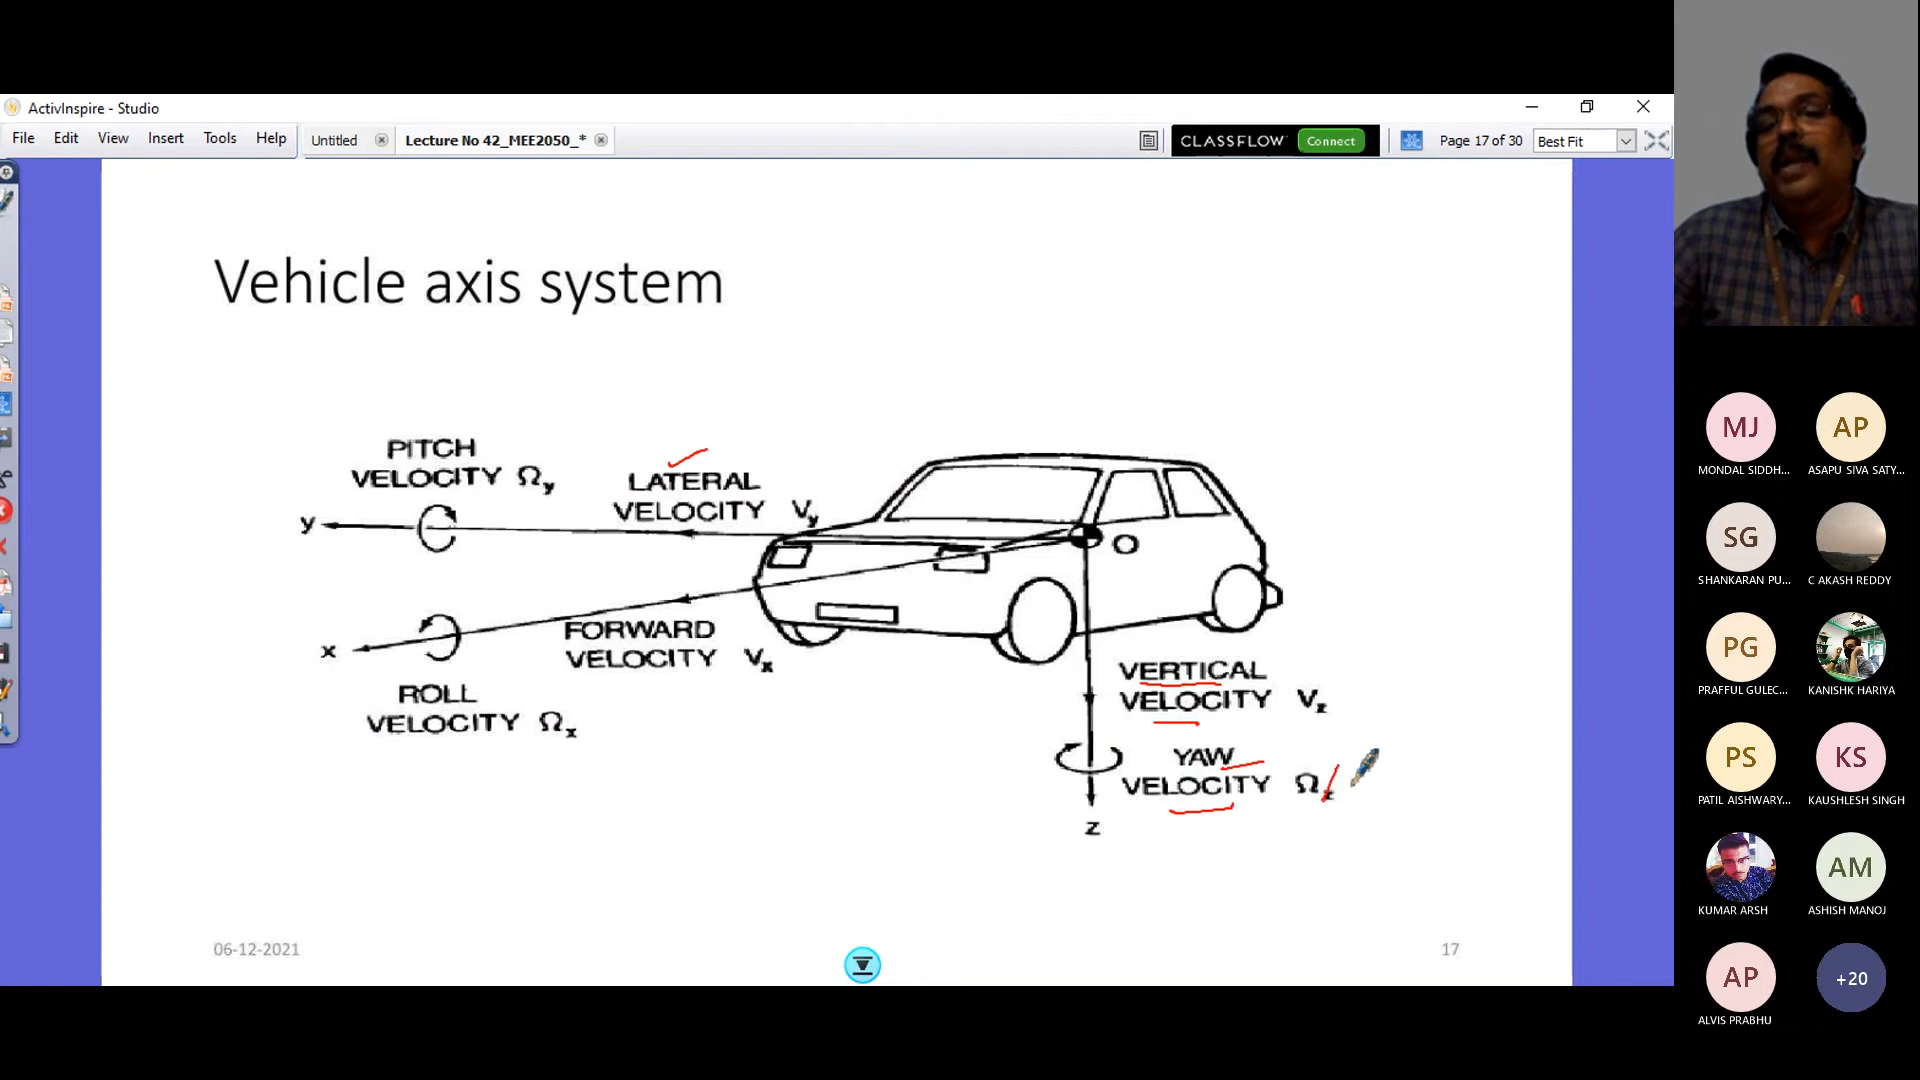 ActivInspire - Studio
File Edit View Insert Tools Help
Untitled
Lecture No 42_MEE2050_*
CLASSFLOW
Connect
Page 17 of 30
Best Fit
Vehicle axis system
PITCH
VELOCITY Ωy
LATERAL
VELOCITY Vy
y
O
x
FORWARD
VELOCITY Vx
ROLL
VELOCITY Ωx
VERTICAL
VELOCITY Vz
YAW
VELOCITY Ωz
z
06-12-2021
17
MJ
MONDAL SIDDH...
AP
ASAPU SIVA SATY...
SG
SHANKARAN PU...
C AKASH REDDY
PG
PRAFFUL GULEC...
KANISHK HARIYA
PS
PATIL AISHWARY...
KS
KAUSHLESH SINGH
KUMAR ARSH
AM
ASHISH MANOJ
AP
ALVIS PRABHU
+20